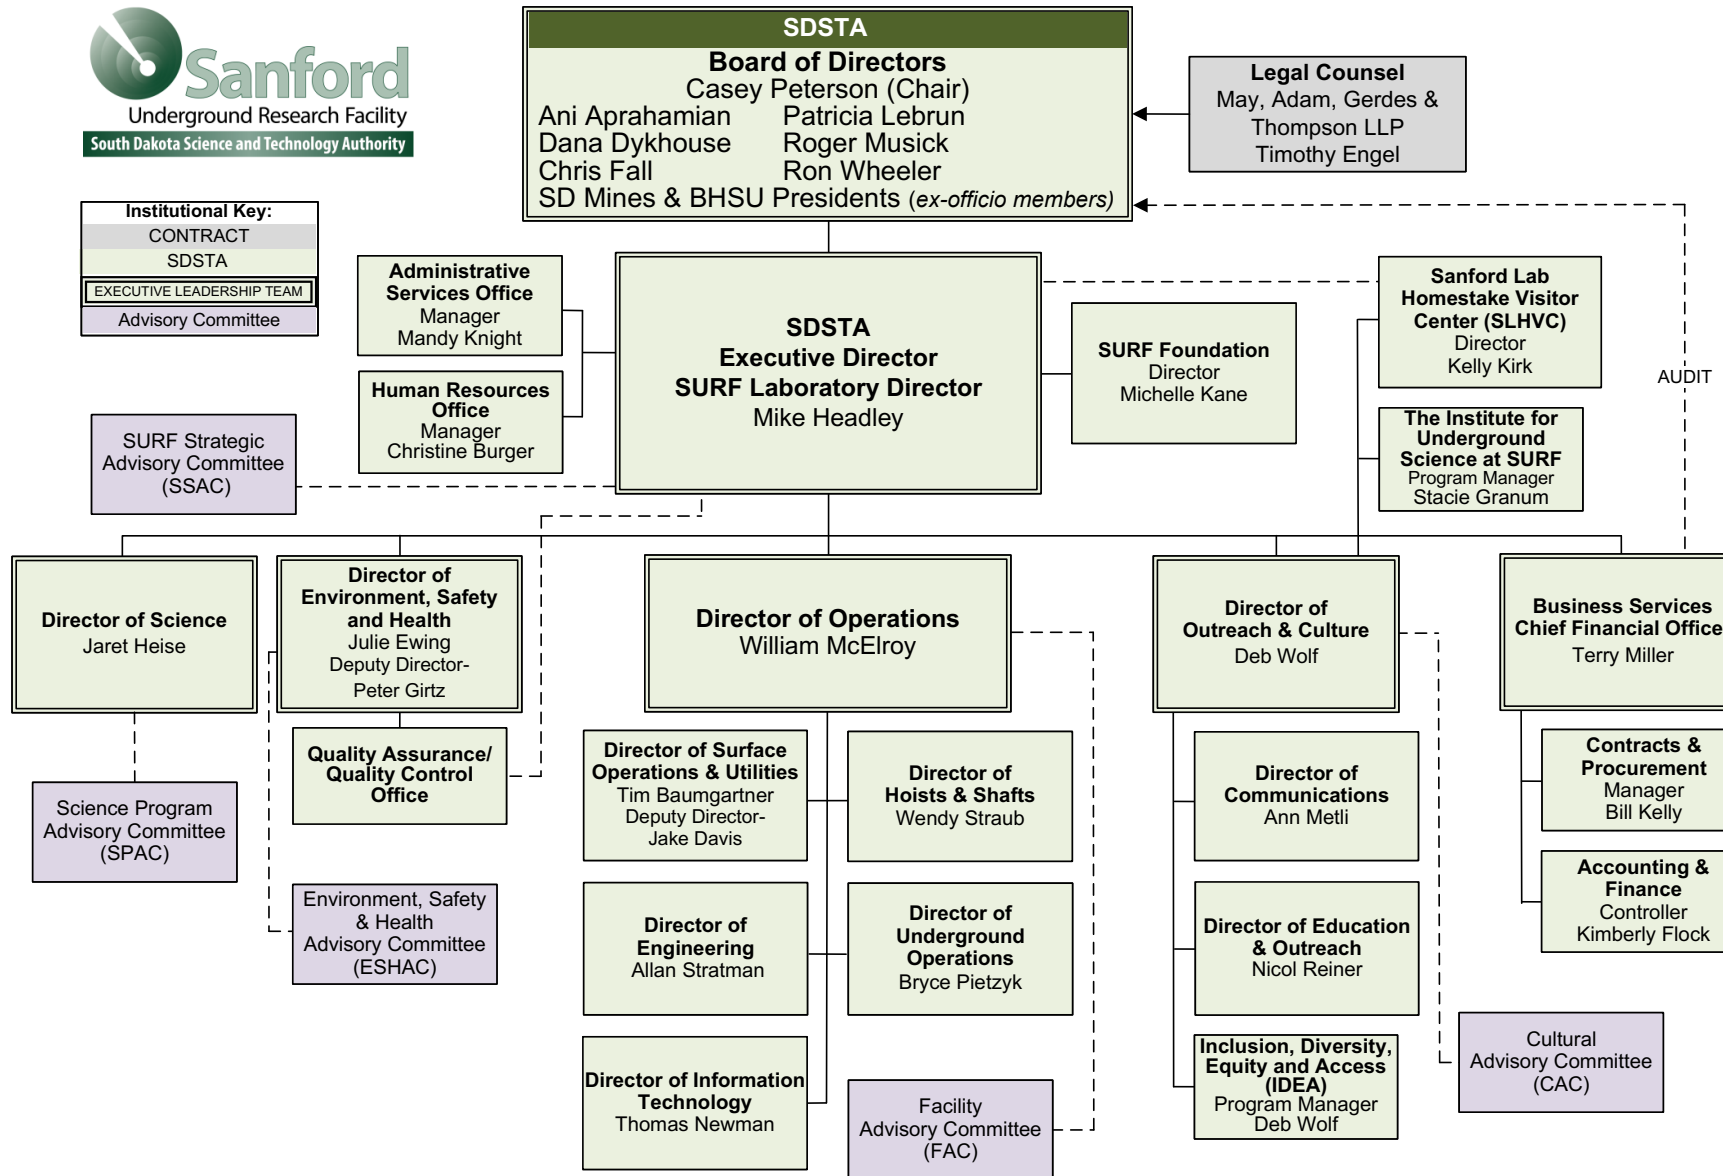 Sanford
Underground Research Facility
South Dakota Science and Technology Authority
SDSTA
Board of Directors
Casey Peterson (Chair)
Ani Aprahamian Patricia Lebrun
Dana Dykhouse Roger Musick
Chris Fall Ron Wheeler
SD Mines & BHSU Presidents (ex-officio members)
Legal Counsel
May, Adam, Gerdes &
Thompson LLP
Timothy Engel
Institutional Key:
CONTRACT
SDSTA
EXECUTIVE LEADERSHIP TEAM
Advisory Committee
Administrative
Services Office
Manager
Mandy Knight
Human Resources
Office
Manager
Christine Burger
SDSTA
Executive Director
SURF Laboratory Director
Mike Headley
SURF Foundation
Director
Michelle Kane
Sanford Lab
Homestake Visitor
Center (SLHVC)
Director
Kelly Kirk
AUDIT
The Institute for
Underground
Science at SURF
Program Manager
Stacie Granum
SURF Strategic
Advisory Committee
(SSAC)
Director of Science
Jaret Heise
Director of
Environment, Safety
and Health
Julie Ewing
Deputy Director-
Peter Girtz
Director of Operations
William McElroy
Director of
Outreach & Culture
Deb Wolf
Business Services
Chief Financial Office
Terry Miller
Quality Assurance/
Quality Control
Office
Science Program
Advisory Committee
(SPAC)
Environment, Safety
& Health
Advisory Committee
(ESHAC)
Director of Surface
Operations & Utilities
Tim Baumgartner
Deputy Director-
Jake Davis
Director of
Hoists & Shafts
Wendy Straub
Director of
Engineering
Allan Stratman
Director of
Underground
Operations
Bryce Pietzyk
Director of Information
Technology
Thomas Newman
Facility
Advisory Committee
(FAC)
Director of
Communications
Ann Metli
Director of Education
& Outreach
Nicol Reiner
Inclusion, Diversity,
Equity and Access
(IDEA)
Program Manager
Deb Wolf
Contracts &
Procurement
Manager
Bill Kelly
Accounting &
Finance
Controller
Kimberly Flock
Cultural
Advisory Committee
(CAC)